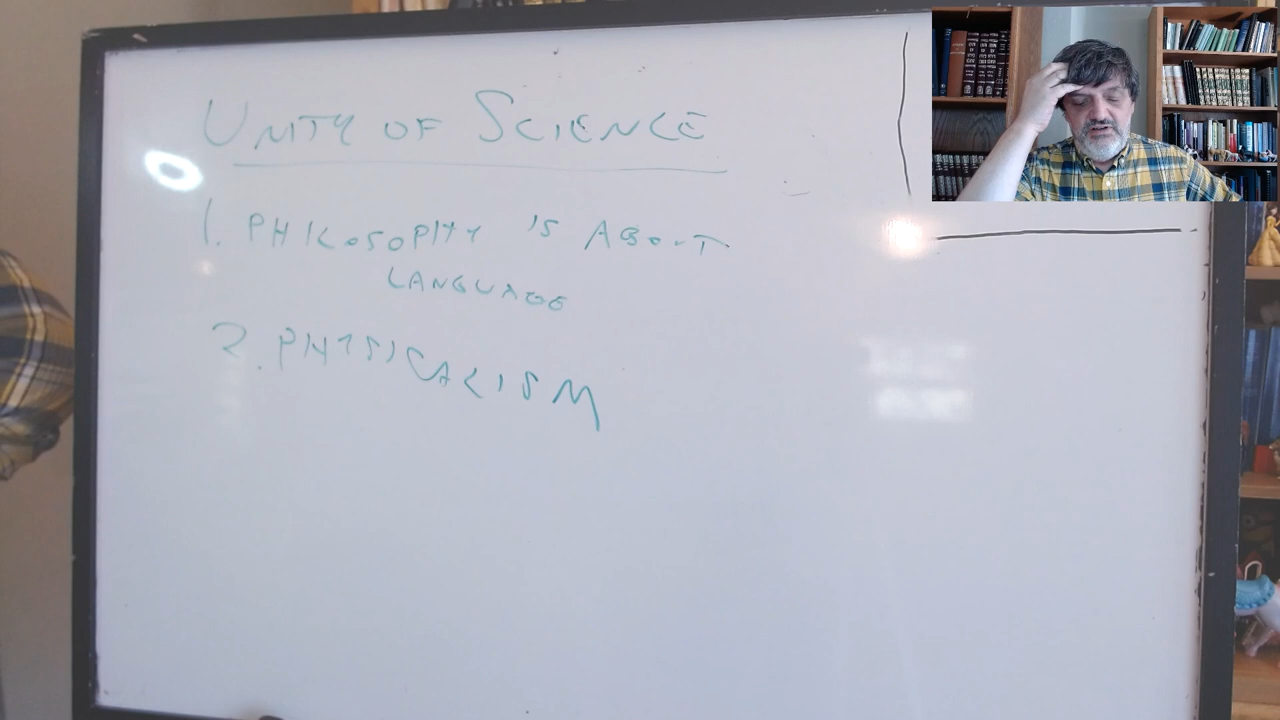 UNITY OF SCIENCE
1. PHILOSOPHY IS ABOUT
LANGUAGE
2. PHYSICALISM